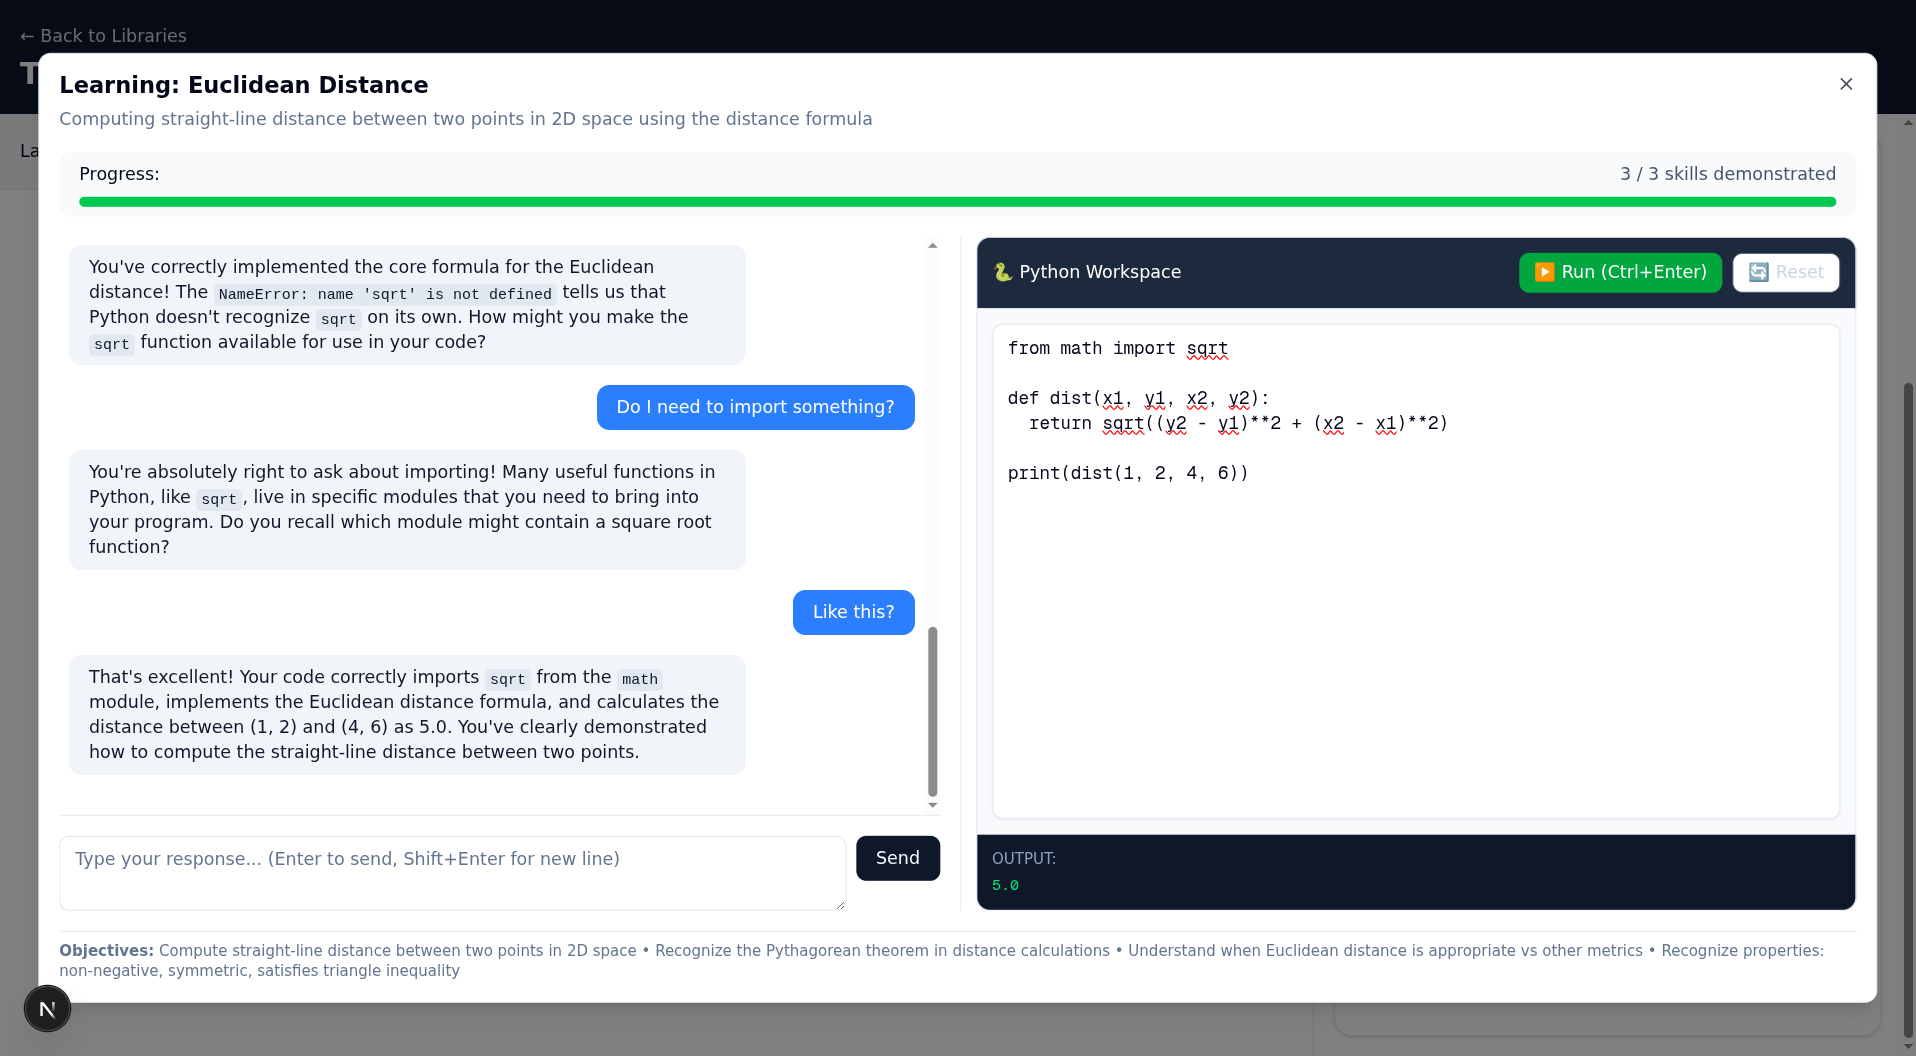 ← Back to Libraries
T
La
Learning: Euclidean Distance
Computing straight-line distance between two points in 2D space using the distance formula
Progress:
3 / 3 skills demonstrated
You've correctly implemented the core formula for the Euclidean
distance! The NameError: name 'sqrt' is not defined tells us that
Python doesn't recognize sqrt on its own. How might you make the
sqrt function available for use in your code?
Do I need to import something?
You're absolutely right to ask about importing! Many useful functions in
Python, like sqrt, live in specific modules that you need to bring into
your program. Do you recall which module might contain a square root
function?
Like this?
That's excellent! Your code correctly imports sqrt from the math
module, implements the Euclidean distance formula, and calculates the
distance between (1, 2) and (4, 6) as 5.0. You've clearly demonstrated
how to compute the straight-line distance between two points.
Type your response... (Enter to send, Shift+Enter for new line)
Send
🐍 Python Workspace
▶️ Run (Ctrl+Enter)
🔄 Reset
from math import sqrt
def dist(x1, y1, x2, y2):
  return sqrt((y2 - y1)**2 + (x2 - x1)**2)
print(dist(1, 2, 4, 6))
OUTPUT:
5.0
Objectives: Compute straight-line distance between two points in 2D space • Recognize the Pythagorean theorem in distance calculations • Understand when Euclidean distance is appropriate vs other metrics • Recognize properties:
non-negative, symmetric, satisfies triangle inequality
N